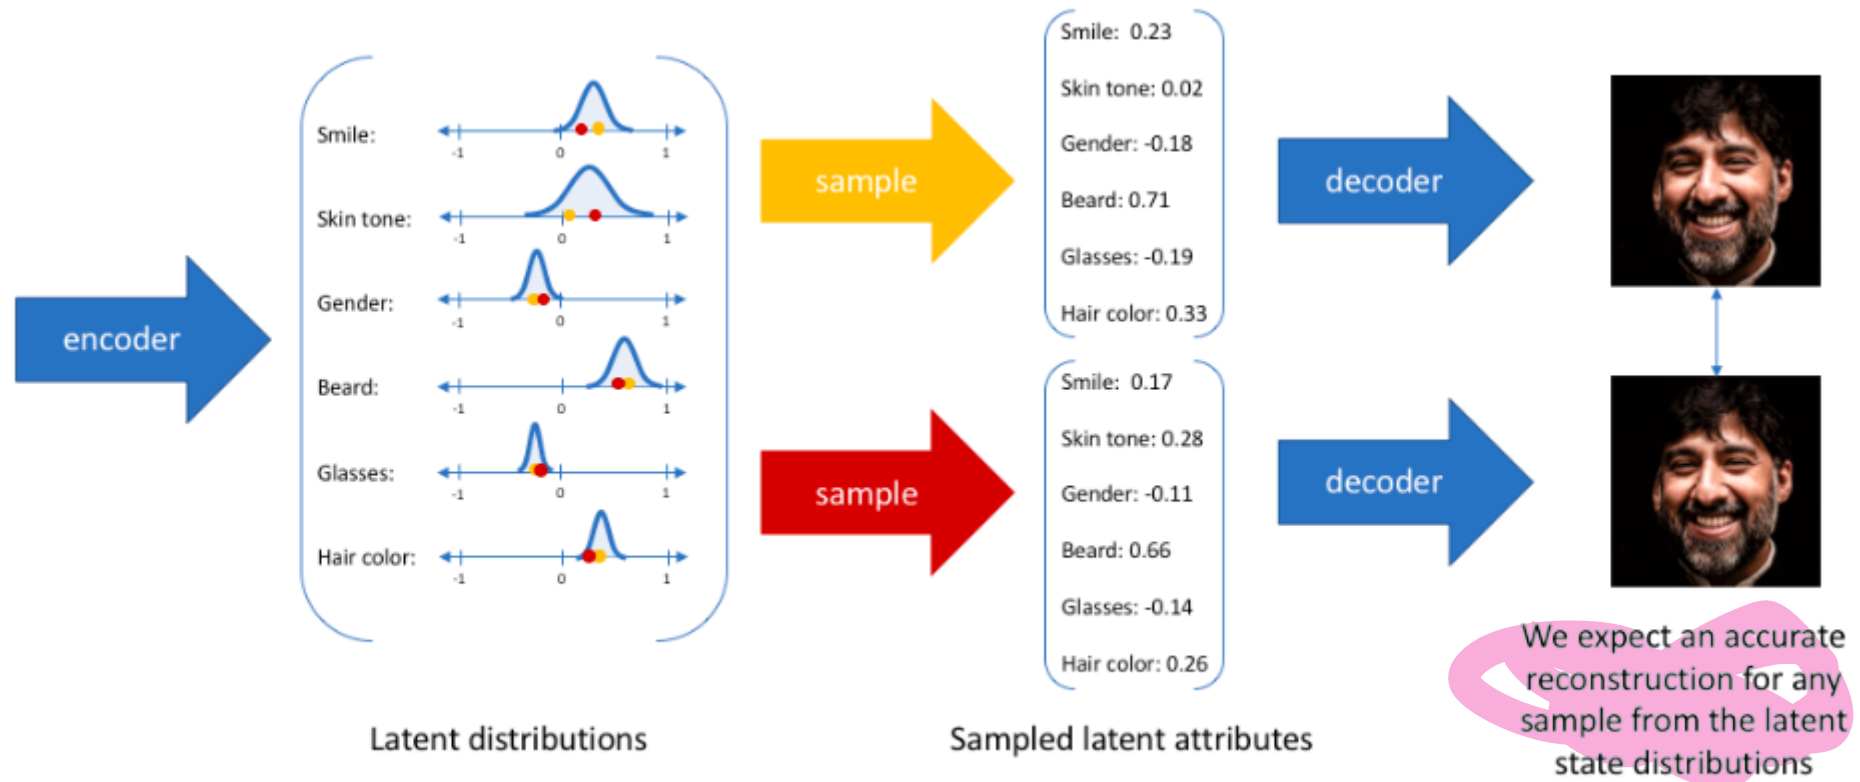 encoder
Smile:
-1 0 1
Skin tone:
-1 0 1
Gender:
-1 0 1
Beard:
-1 0 1
Glasses:
-1 0 1
Hair color:
-1 0 1
Latent distributions
sample
sample
Smile: 0.23
Skin tone: 0.02
Gender: -0.18
Beard: 0.71
Glasses: -0.19
Hair color: 0.33
Smile: 0.17
Skin tone: 0.28
Gender: -0.11
Beard: 0.66
Glasses: -0.14
Hair color: 0.26
Sampled latent attributes
decoder
decoder
We expect an accurate
reconstruction for any
sample from the latent
state distributions